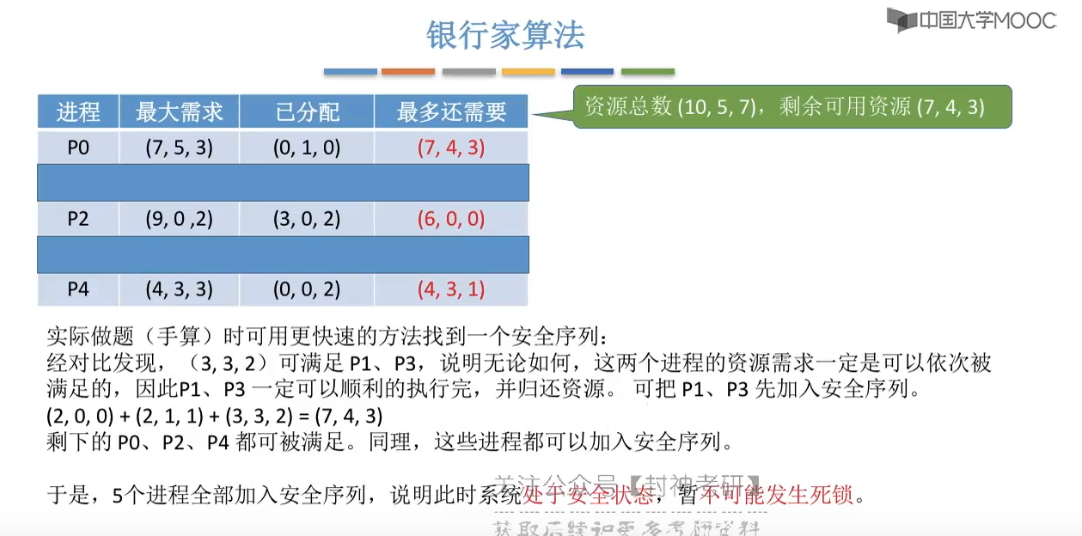 中国大学MOOC
银行家算法
进程 最大需求 已分配 最多还需要
资源总数 (10, 5, 7)，剩余可用资源 (7, 4, 3)
P0 (7, 5, 3) (0, 1, 0) (7, 4, 3)
P2 (9, 0 ,2) (3, 0, 2) (6, 0, 0)
P4 (4, 3, 3) (0, 0, 2) (4, 3, 1)
实际做题（手算）时可用更快速的方法找到一个安全序列：
经对比发现，（3, 3, 2）可满足 P1、P3，说明无论如何，这两个进程的资源需求一定是可以依次被
满足的，因此P1、P3 一定可以顺利的执行完，并归还资源。 可把 P1、P3 先加入安全序列。
(2, 0, 0) + (2, 1, 1) + (3, 3, 2) = (7, 4, 3)
剩下的 P0、P2、P4 都可被满足。同理，这些进程都可以加入安全序列。
关注公众号【封神考研】
于是，5个进程全部加入安全序列，说明此时系统处于安全状态，暂不可能发生死锁。
获取后续和更多考研资料